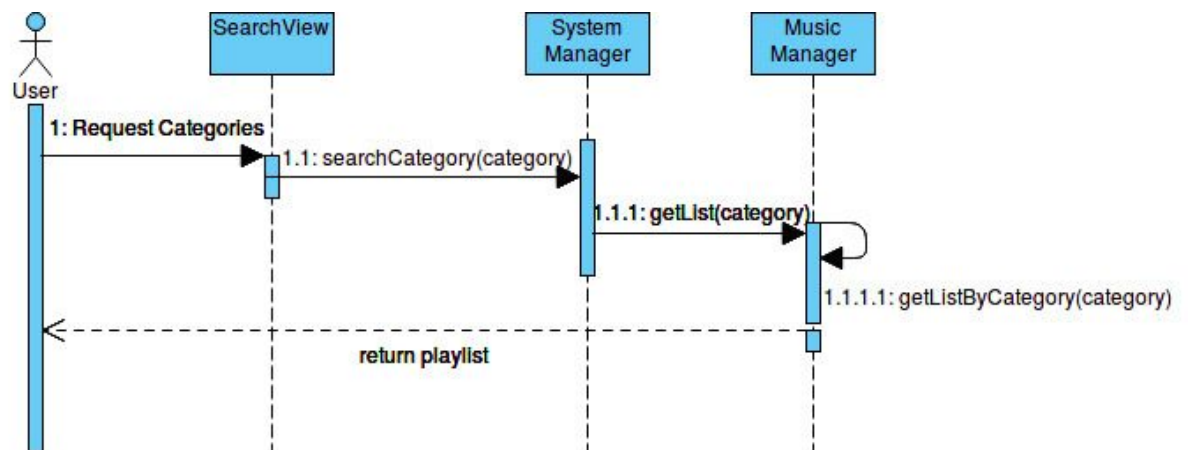 SearchView
System
Manager
Music
Manager
User
1: Request Categories
1.1: searchCategory(category)
1.1.1: getList(category)
1.1.1.1: getListByCategory(category)
return playlist